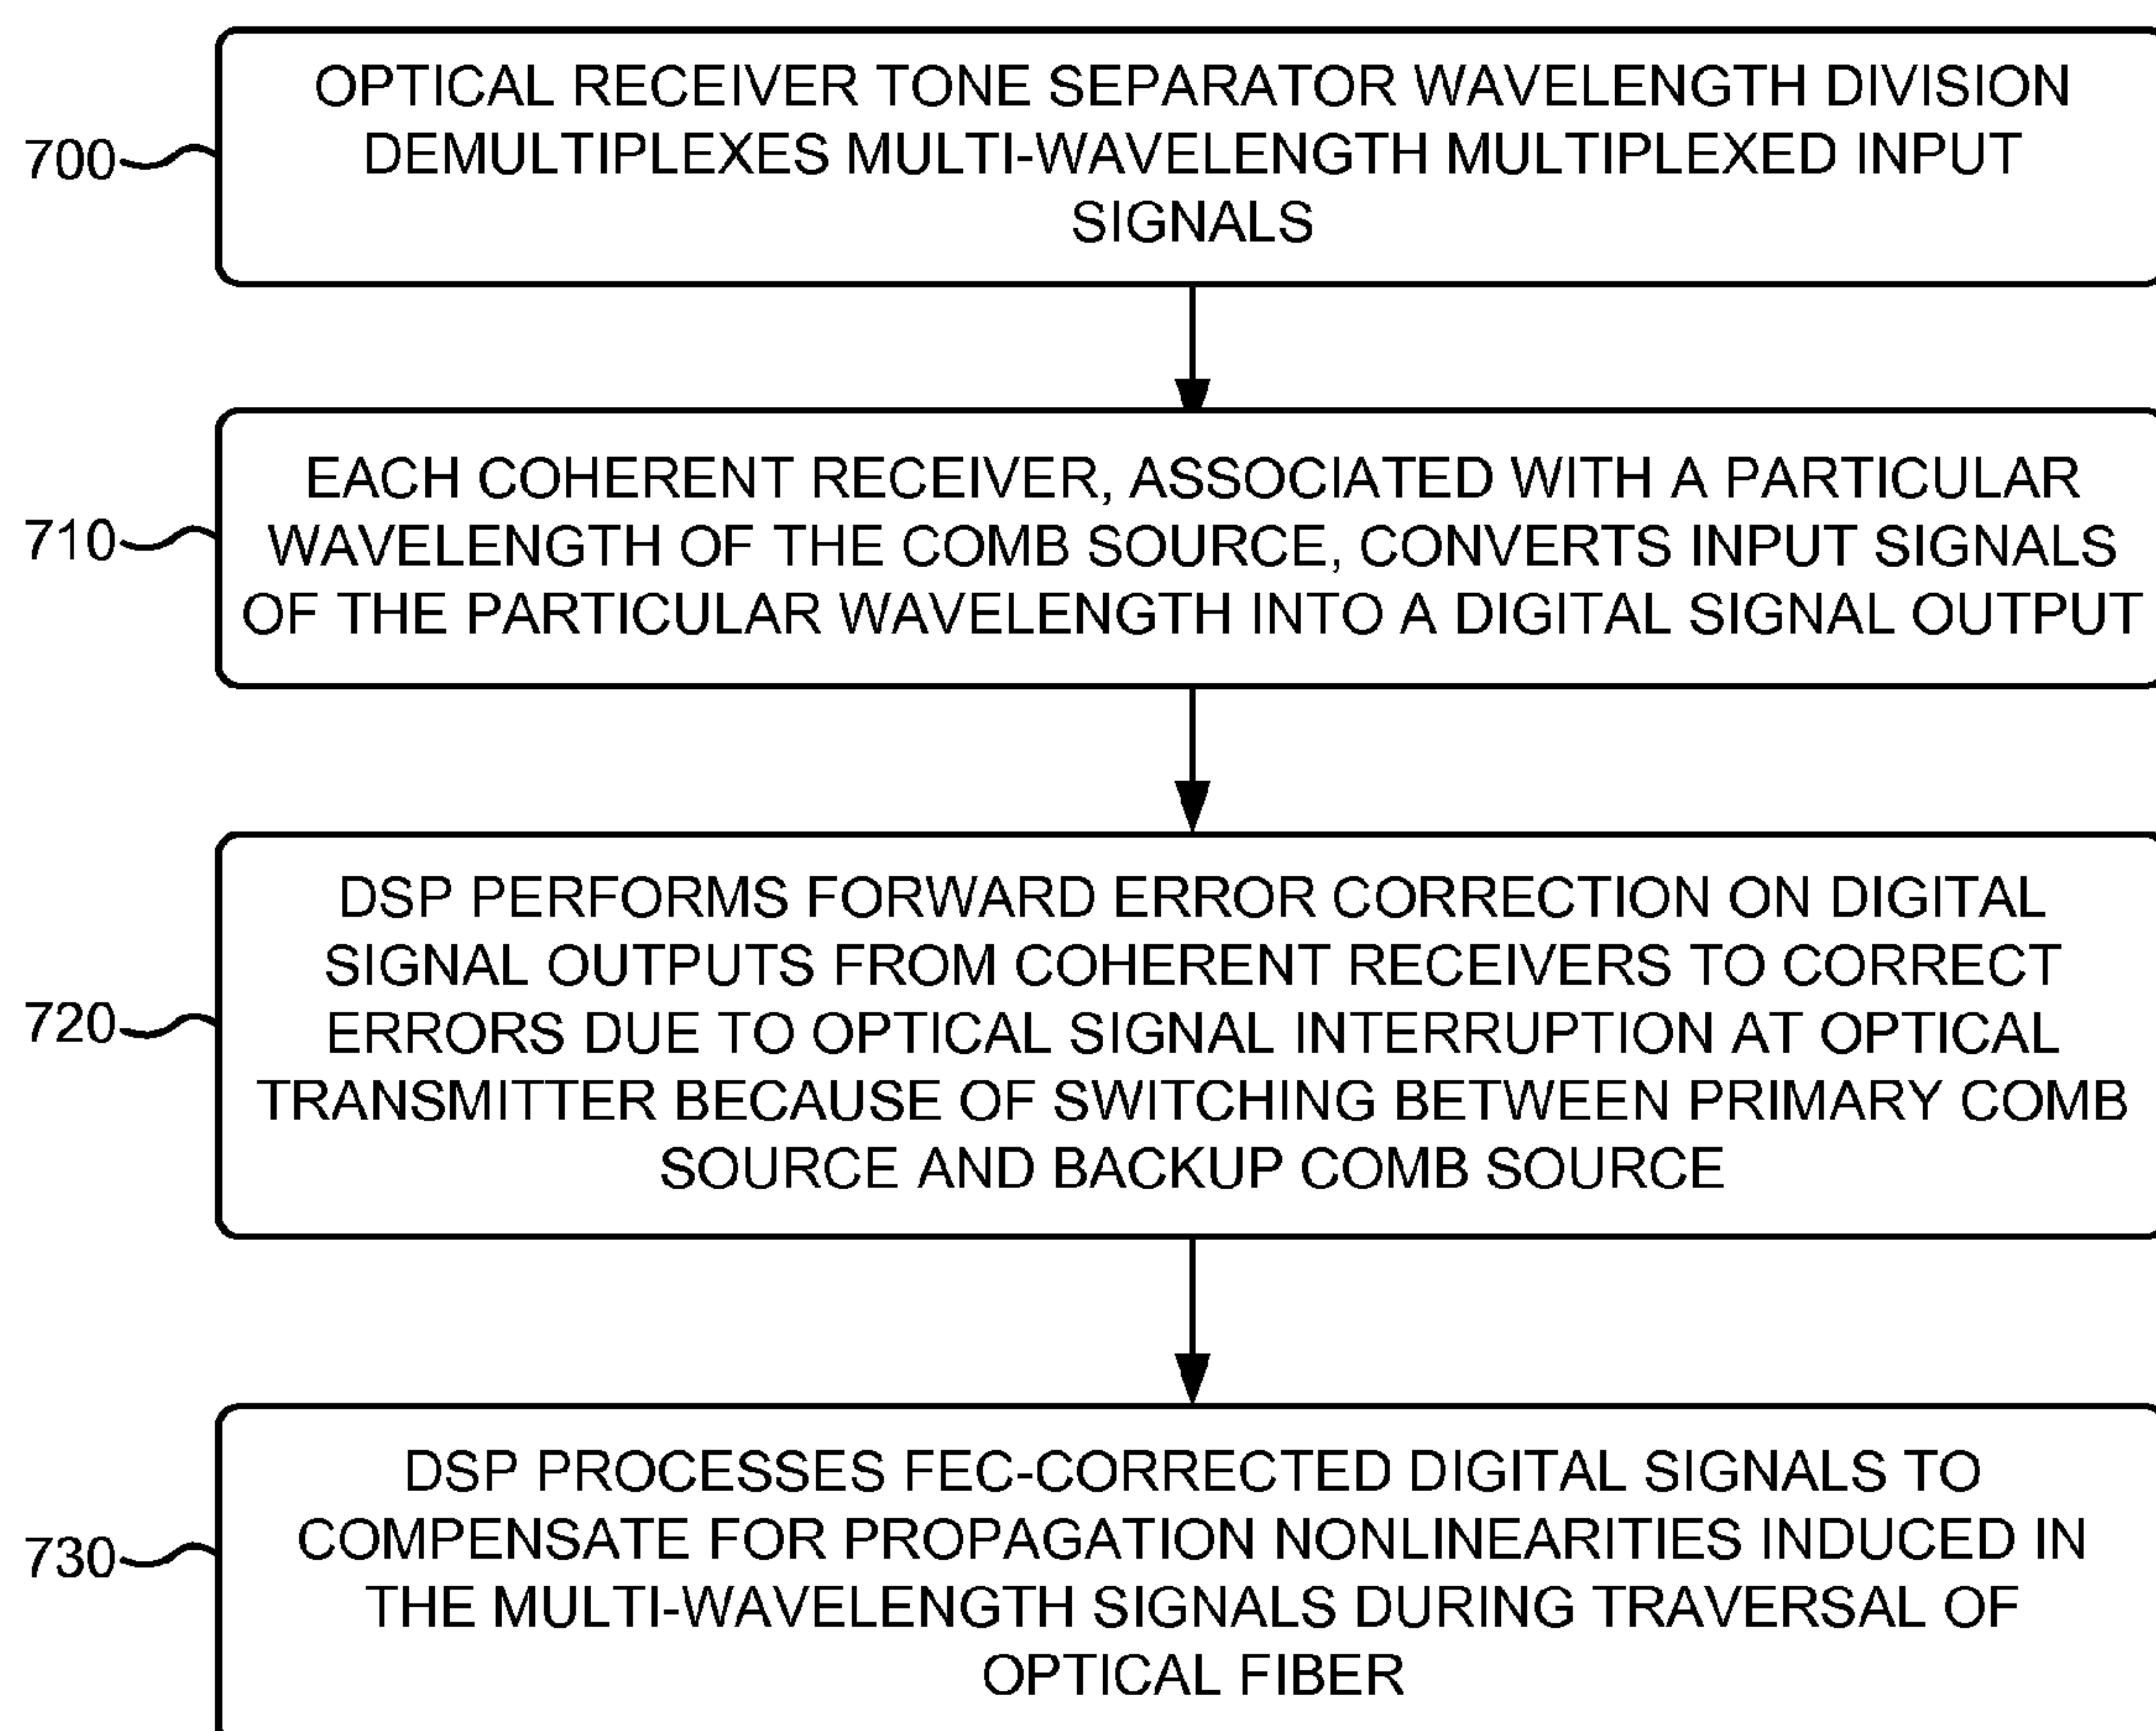 OPTICAL RECEIVER TONE SEPARATOR WAVELENGTH DIVISION
DEMULTIPLEXES MULTI-WAVELENGTH MULTIPLEXED INPUT
SIGNALS
700
EACH COHERENT RECEIVER, ASSOCIATED WITH A PARTICULAR
WAVELENGTH OF THE COMB SOURCE, CONVERTS INPUT SIGNALS
OF THE PARTICULAR WAVELENGTH INTO A DIGITAL SIGNAL OUTPUT
710
DSP PERFORMS FORWARD ERROR CORRECTION ON DIGITAL
SIGNAL OUTPUTS FROM COHERENT RECEIVERS TO CORRECT
ERRORS DUE TO OPTICAL SIGNAL INTERRUPTION AT OPTICAL
TRANSMITTER BECAUSE OF SWITCHING BETWEEN PRIMARY COMB
SOURCE AND BACKUP COMB SOURCE
720
DSP PROCESSES FEC-CORRECTED DIGITAL SIGNALS TO
COMPENSATE FOR PROPAGATION NONLINEARITIES INDUCED IN
THE MULTI-WAVELENGTH SIGNALS DURING TRAVERSAL OF
OPTICAL FIBER
730